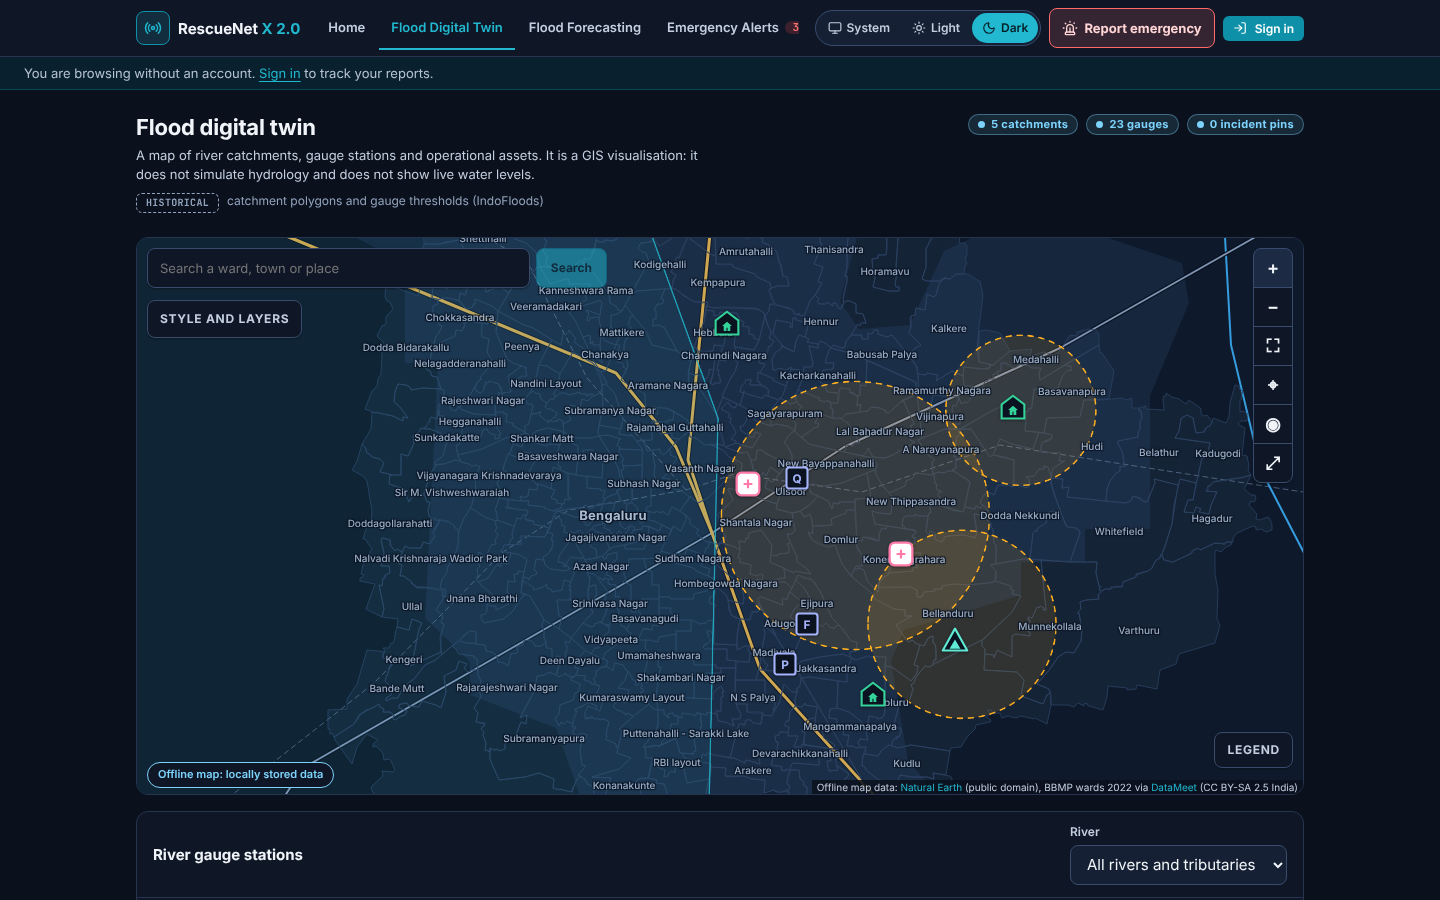 RescueNet X 2.0
Home
Flood Digital Twin
Flood Forecasting
Emergency Alerts 3
System
Light
Dark
Report emergency
Sign in
You are browsing without an account. Sign in to track your reports.
Flood digital twin
5 catchments
23 gauges
0 incident pins
A map of river catchments, gauge stations and operational assets. It is a GIS visualisation: it
does not simulate hydrology and does not show live water levels.
HISTORICAL catchment polygons and gauge thresholds (IndoFloods)
Search a ward, town or place
Search
STYLE AND LAYERS
Amrutahalli
Thanisandra
Kodigehalli
Horamavu
Kempapura
Kanneshwara Rama
Veeramadakari
Chokkasandra
Hennur
Kalkere
Mattikere
Dodda Bidarakallu
Peenya
Chanakya
Chamundi Nagara
Babusab Palya
Medahalli
Nelagadderanahalli
Kacharkanahalli
Nandini Layout
Aramane Nagara
Ramamurthy Nagara
Basavanapura
Rajeshwari Nagar
Subramanya Nagar
Sagayarapuram
Vijinapura
Hegganahalli
Rajamahal Guttahalli
Lal Bahadur Nagar
Sunkadakatte
Shankar Matt
A Narayanapura
Hudi
Belathur
Kadugodi
Basaveshwara Nagar
Vasanth Nagar
New Bayappanahalli
Vijayanagara Krishnadevaraya
Subhash Nagar
Q
Ulsoor
Sir M. Vishweshwaraiah
New Thippasandra
Bengaluru
Shantala Nagar
Dodda Nekkundi
Hagadur
Doddagollarahatti
Whitefield
Jagajivanaram Nagar
Domlur
Nalvadi Krishnaraja Wadior Park
Sudham Nagara
Azad Nagar
Hombegowda Nagara
Jnana Bharathi
Srinivasa Nagar
Ejipura
Ullal
Bellanduru
Basavanagudi
F
Munnekollala
Varthuru
Vidyapeeta
Umamaheshwara
Madivala
Kengeri
Deen Dayalu
P
Jakkasandra
Shakambari Nagar
Bande Mutt
Rajarajeshwari Nagar
Kumaraswamy Layout
N S Palya
Mangammanapalya
Subramanyapura
Puttenahalli - Sarakki Lake
Devarachikkanahalli
RBI layout
Arakere
Kudlu
Konanakunte
LEGEND
Offline map: locally stored data
Offline map data: Natural Earth (public domain), BBMP wards 2022 via DataMeet (CC BY-SA 2.5 India)
River gauge stations
River
All rivers and tributaries